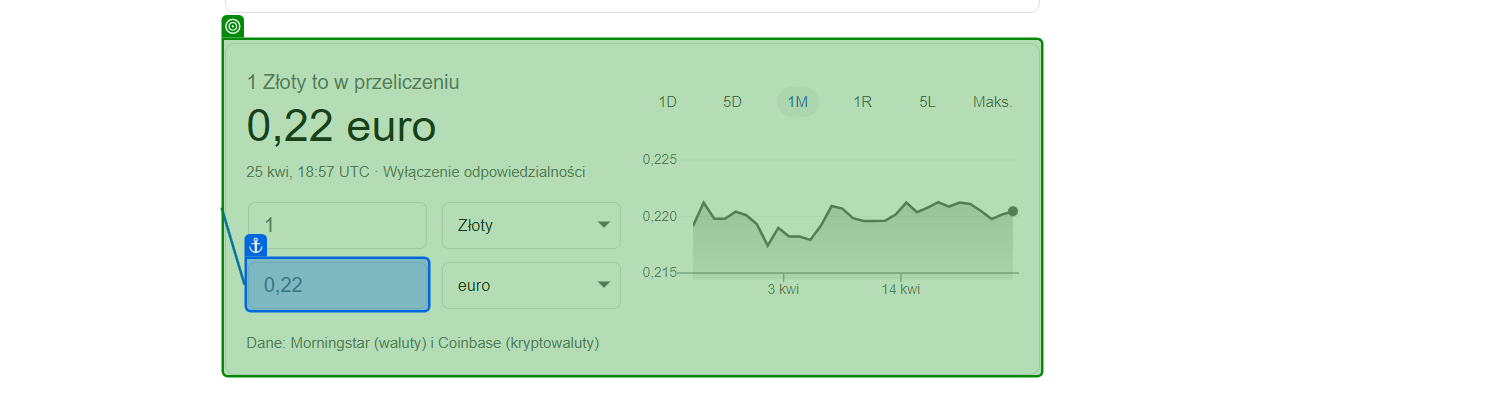 1 Złoty to w przeliczeniu
0,22 euro
25 kwi, 18:57 UTC · Wyłączenie odpowiedzialności
1
Złoty
0,22
euro
Dane: Morningstar (waluty) i Coinbase (kryptowaluty)
1D 5D 1M 1R 5L Maks.
0,225
0,220
0,215
3 kwi 14 kwi